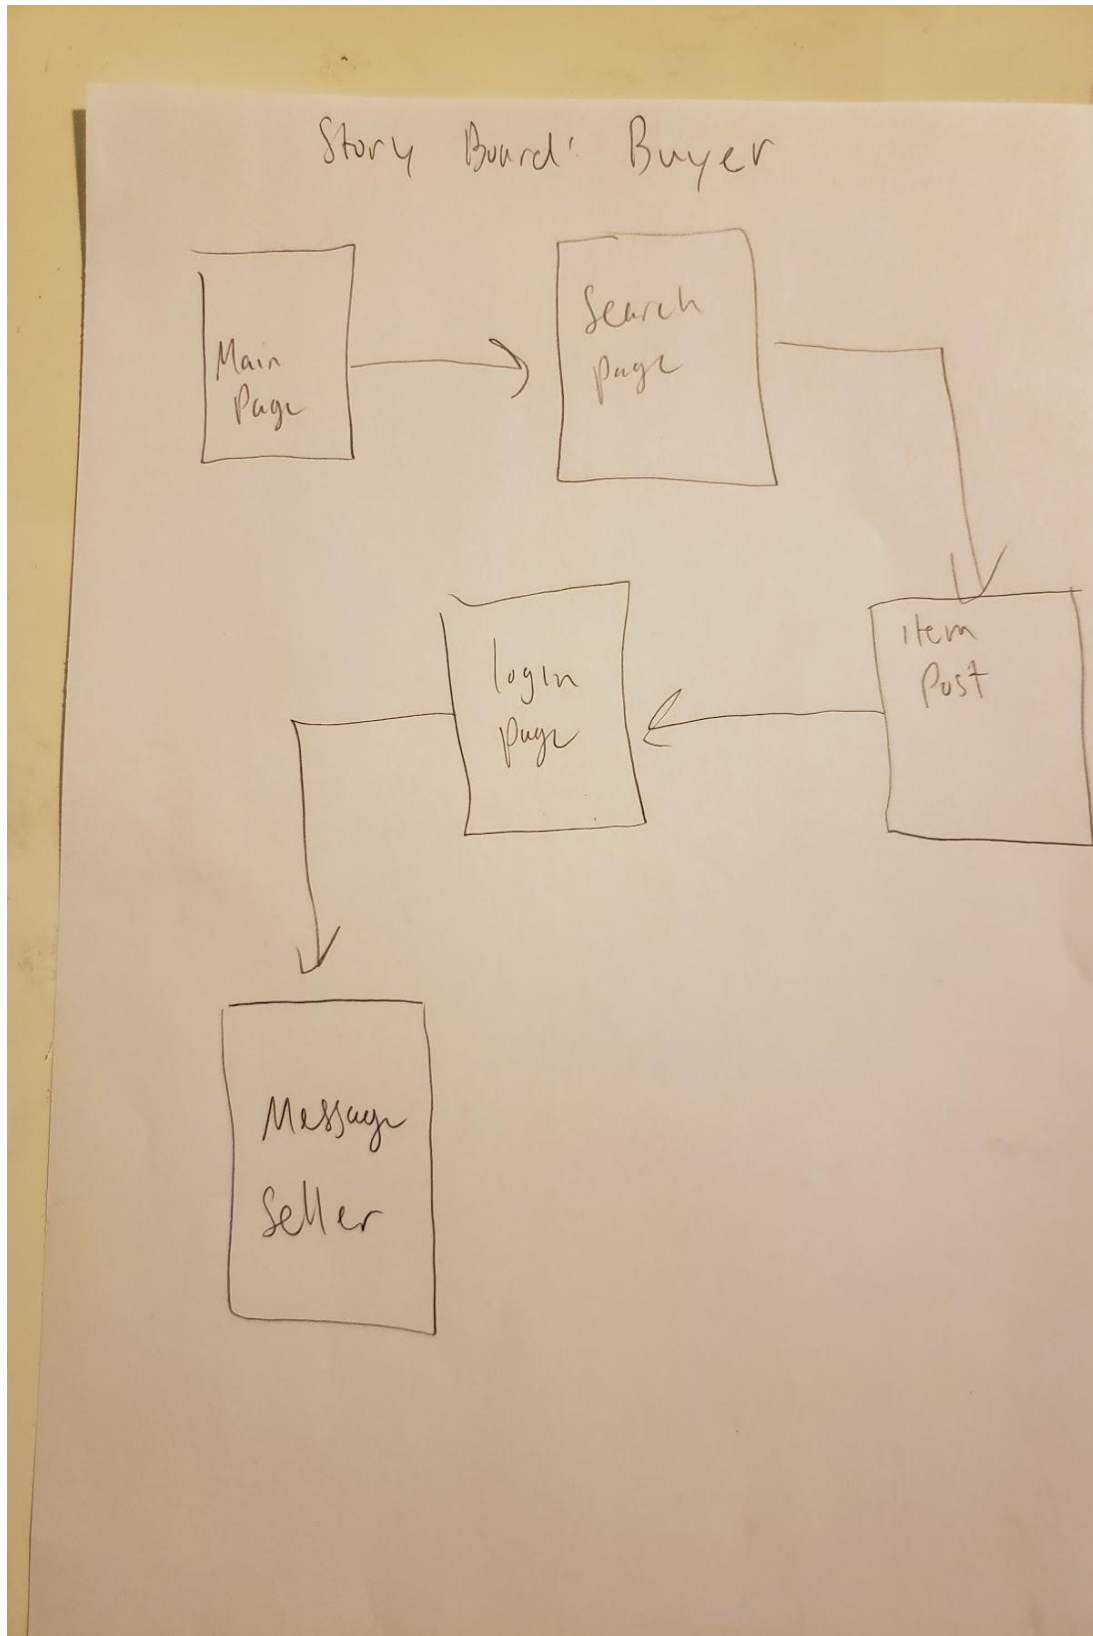 Story Board: Buyer
Main
Page
Search
page
item
Post
login
page
Message
Seller